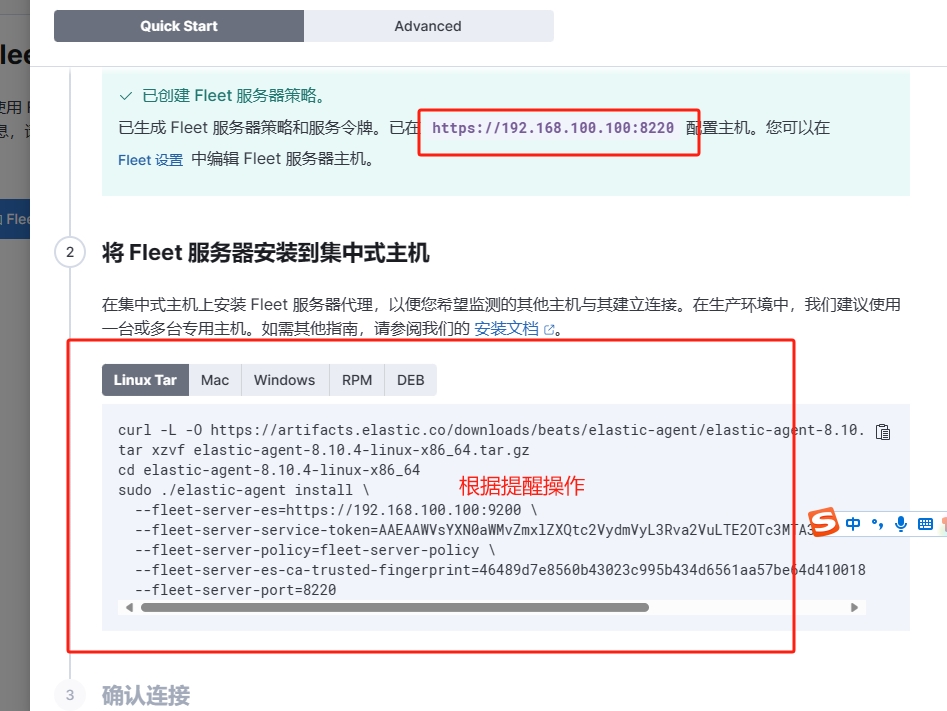 Quick Start
Advanced
✓ 已创建 Fleet 服务器策略。
已生成 Fleet 服务器策略和服务令牌。已在 https://192.168.100.100:8220 配置主机。您可以在
Fleet 设置 中编辑 Fleet 服务器主机。
2
将 Fleet 服务器安装到集中式主机
在集中式主机上安装 Fleet 服务器代理，以便您希望监测的其他主机与其建立连接。在生产环境中，我们建议使用
一台或多台专用主机。如需其他指南，请参阅我们的 安装文档。
Linux Tar
Mac
Windows
RPM
DEB
curl -L -O https://artifacts.elastic.co/downloads/beats/elastic-agent/elastic-agent-8.10.
tar xzvf elastic-agent-8.10.4-linux-x86_64.tar.gz
cd elastic-agent-8.10.4-linux-x86_64
sudo ./elastic-agent install \
根据提醒操作
--fleet-server-es=https://192.168.100.100:9200 \
--fleet-server-service-token=AAEAAWVsYXN0aWMvZmxlZXQtc2VydmVyL3Rva2VuLTE2OTc3MTA3
--fleet-server-policy=fleet-server-policy \
--fleet-server-es-ca-trusted-fingerprint=46489d7e8560b43023c995b434d6561aa57be64d410018
--fleet-server-port=8220
S 中
3
确认连接
Flee